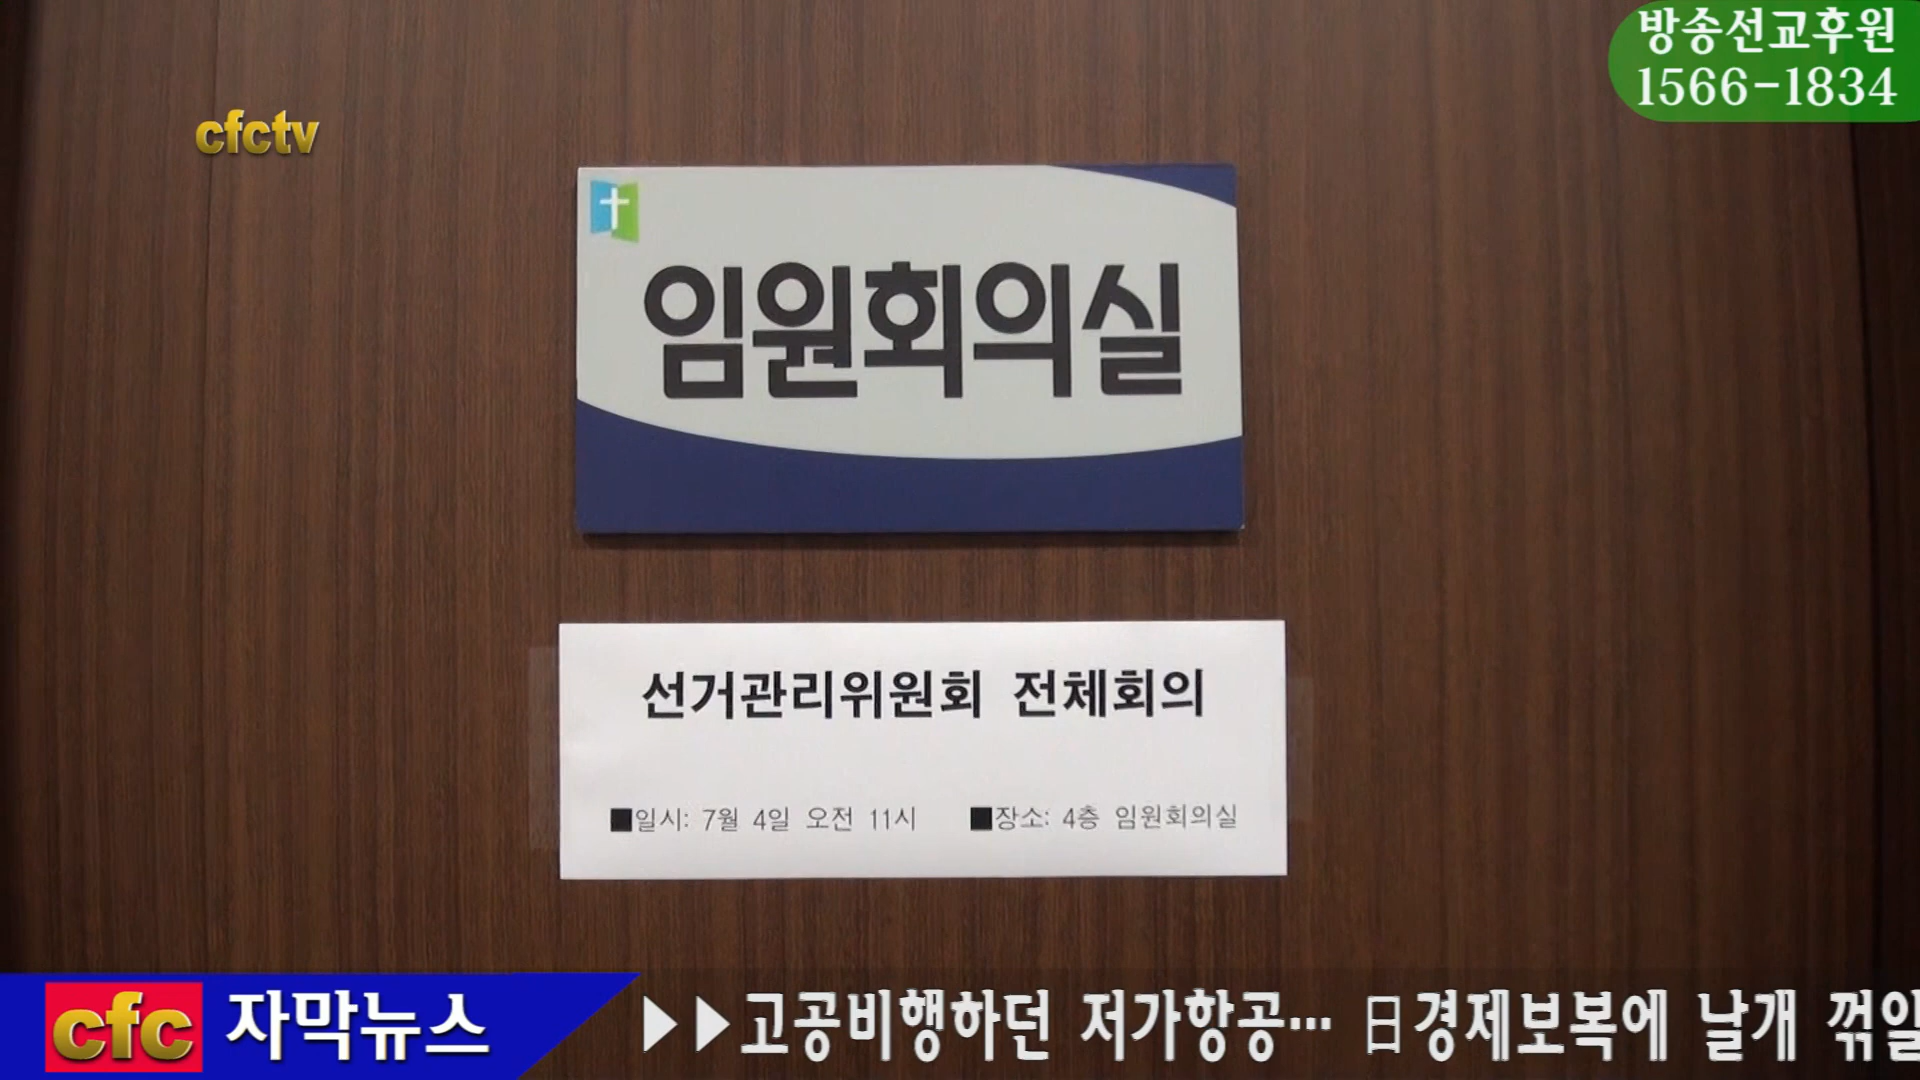 방송선교후원
1566-1834
cfctv
임원회의실
선거관리위원회 전체회의
■일시: 7월 4일 오전 11시 ■장소: 4층 임원회의실
cfc 자막뉴스 ▶▶고공비행하던 저가항공… 日경제보복에 날개 꺾일